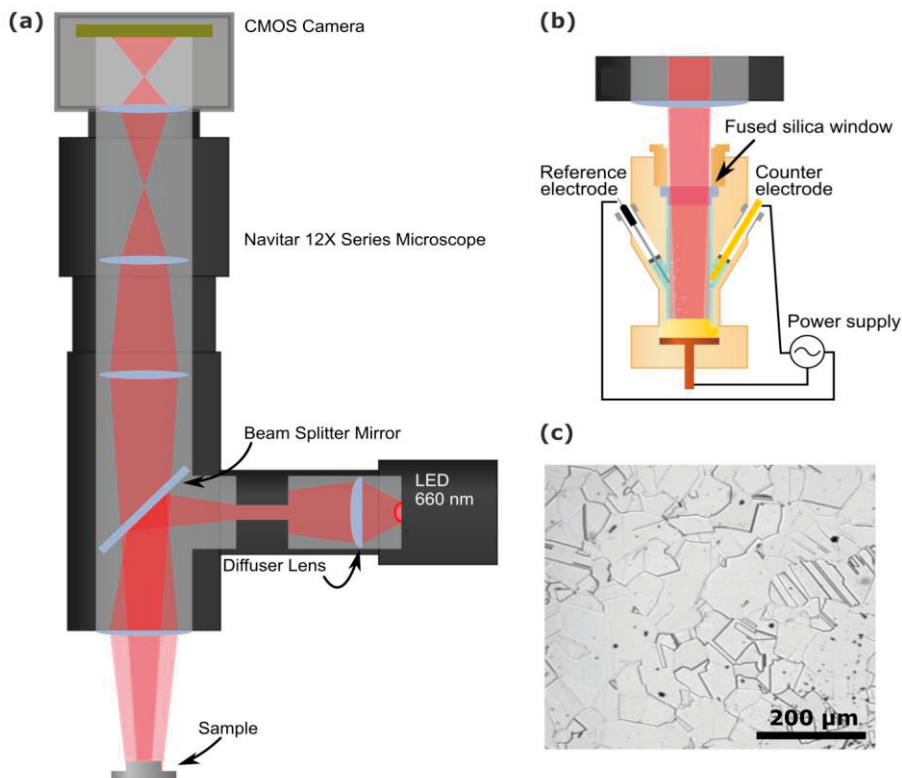 (a)
CMOS Camera
Navitar 12X Series Microscope
Beam Splitter Mirror
LED
660 nm
Diffuser Lens
Sample
(b)
Fused silica window
Reference
electrode
Counter
electrode
Power supply
(c)
200 µm